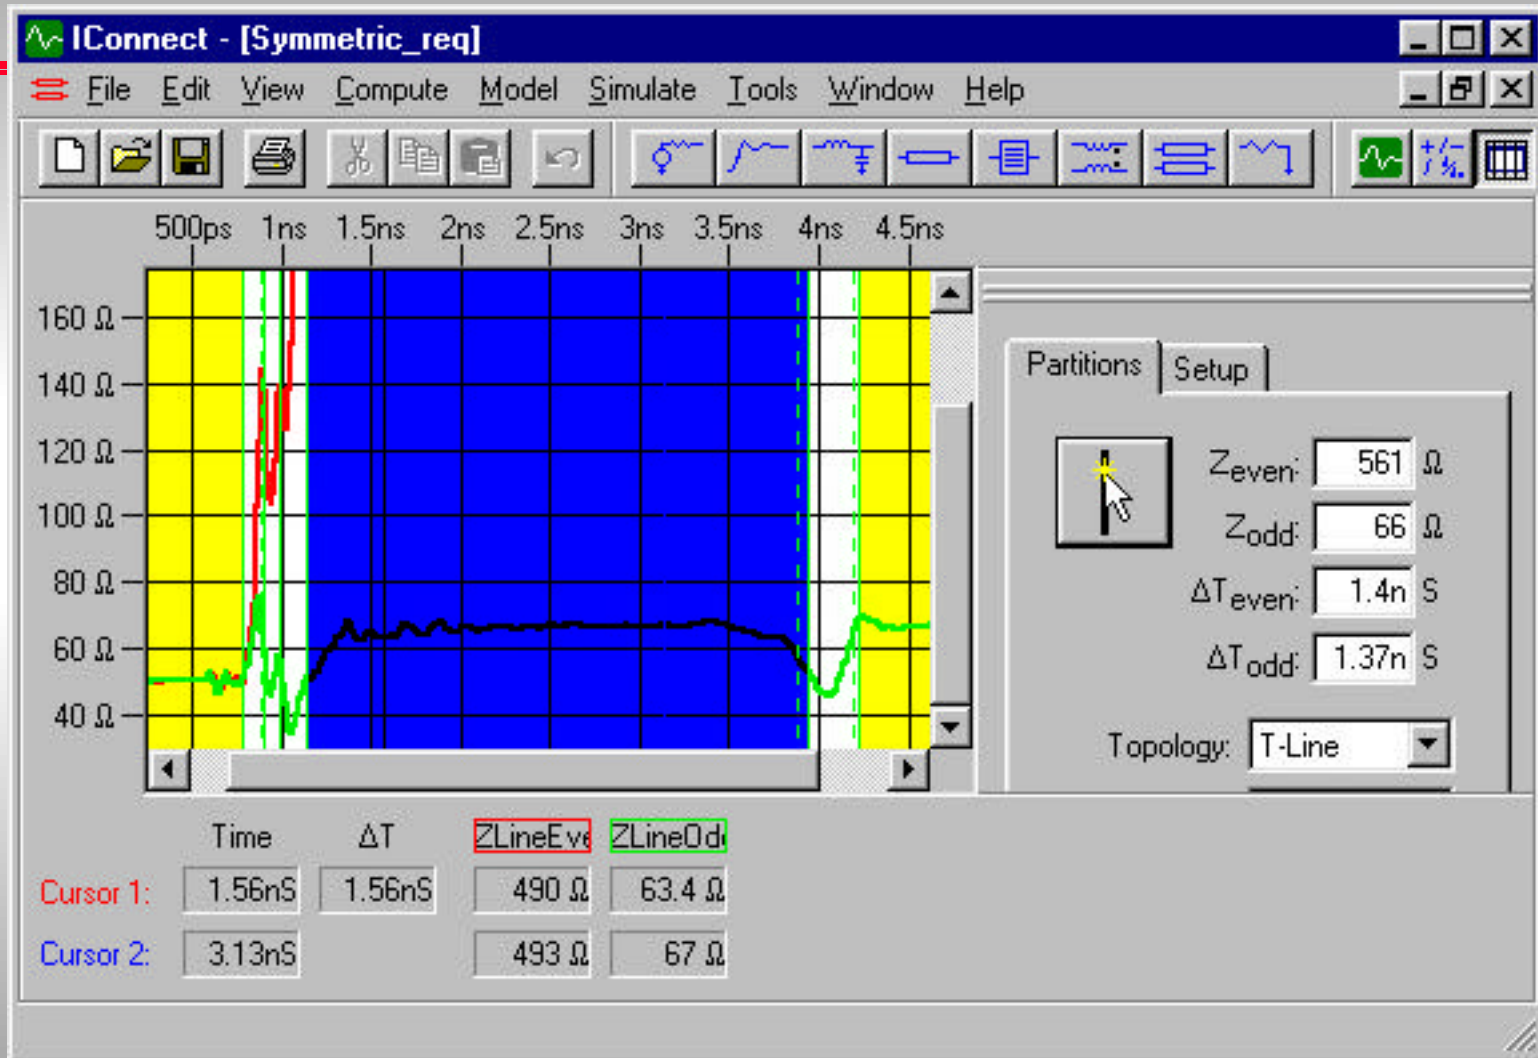 IConnect - [Symmetric_req]
File Edit View Compute Model Simulate Tools Window Help
500ps 1ns 1.5ns 2ns 2.5ns 3ns 3.5ns 4ns 4.5ns
160 Ω
140 Ω
120 Ω
100 Ω
80 Ω
60 Ω
40 Ω
Partitions Setup
Zeven: 561 Ω
Zodd: 66 Ω
ΔTeven: 1.4n S
ΔTodd: 1.37n S
Topology: T-Line
Time ΔT ZLineEve ZLineOd
Cursor 1: 1.56nS 1.56nS 490 Ω 63.4 Ω
Cursor 2: 3.13nS 493 Ω 67 Ω